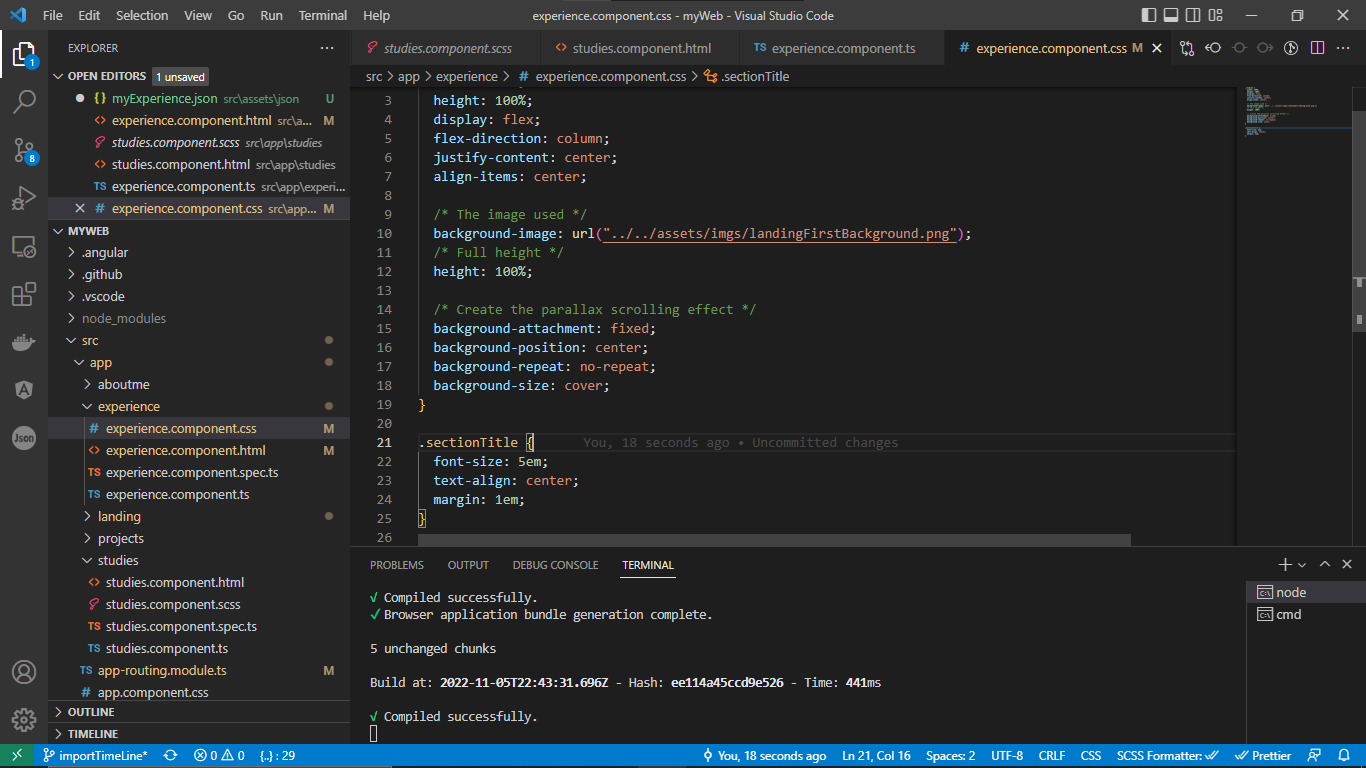 File Edit Selection View Go Run Terminal Help experience.component.css - myWeb - Visual Studio Code
EXPLORER
OPEN EDITORS 1 unsaved
{} myExperience.json src\assets\json U
<> experience.component.html src\a... M
studies.component.scss src\app\studies
<> studies.component.html src\app\studies
TS experience.component.ts src\app\experi...
# experience.component.css src\app... M
MYWEB
.angular
.github
.vscode
node_modules
src
app
aboutme
experience
# experience.component.css M
<> experience.component.html M
TS experience.component.spec.ts
TS experience.component.ts
landing
projects
studies
<> studies.component.html
studies.component.scss
TS studies.component.spec.ts
TS studies.component.ts
TS app-routing.module.ts M
# app.component.css
OUTLINE
TIMELINE
1
8
Json
studies.component.scss <> studies.component.html TS experience.component.ts # experience.component.css M
src > app > experience > # experience.component.css > .sectionTitle
3 height: 100%;
4 display: flex;
5 flex-direction: column;
6 justify-content: center;
7 align-items: center;
8
9 /* The image used */
10 background-image: url("../../assets/imgs/landingFirstBackground.png");
11 /* Full height */
12 height: 100%;
13
14 /* Create the parallax scrolling effect */
15 background-attachment: fixed;
16 background-position: center;
17 background-repeat: no-repeat;
18 background-size: cover;
19 }
20
21 .sectionTitle { You, 18 seconds ago • Uncommitted changes
22 font-size: 5em;
23 text-align: center;
24 margin: 1em;
25 }
26
PROBLEMS OUTPUT DEBUG CONSOLE TERMINAL
√ Compiled successfully.
✔ Browser application bundle generation complete.
5 unchanged chunks
Build at: 2022-11-05T22:43:31.696Z - Hash: ee114a45ccd9e526 - Time: 441ms
√ Compiled successfully.
node
cmd
importTimeLine* 0 0 {..} : 29 You, 18 seconds ago Ln 21, Col 16 Spaces: 2 UTF-8 CRLF CSS SCSS Formatter: Prettier